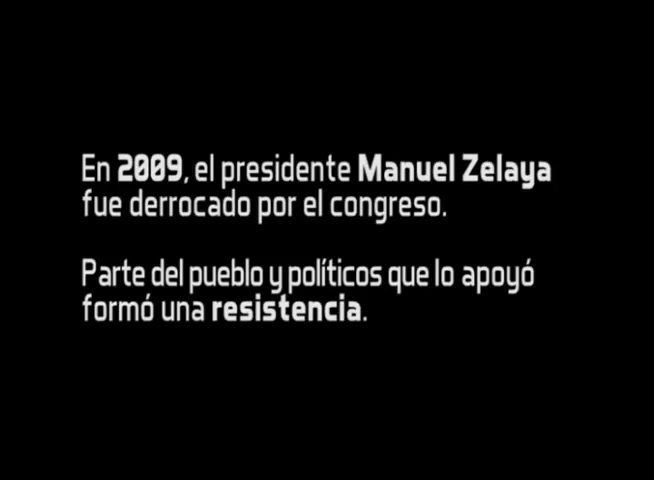 En 2009, el presidente Manuel Zelaya
fue derrocado por el congreso.
Parte del pueblo y políticos que lo apoyó
formó una resistencia.